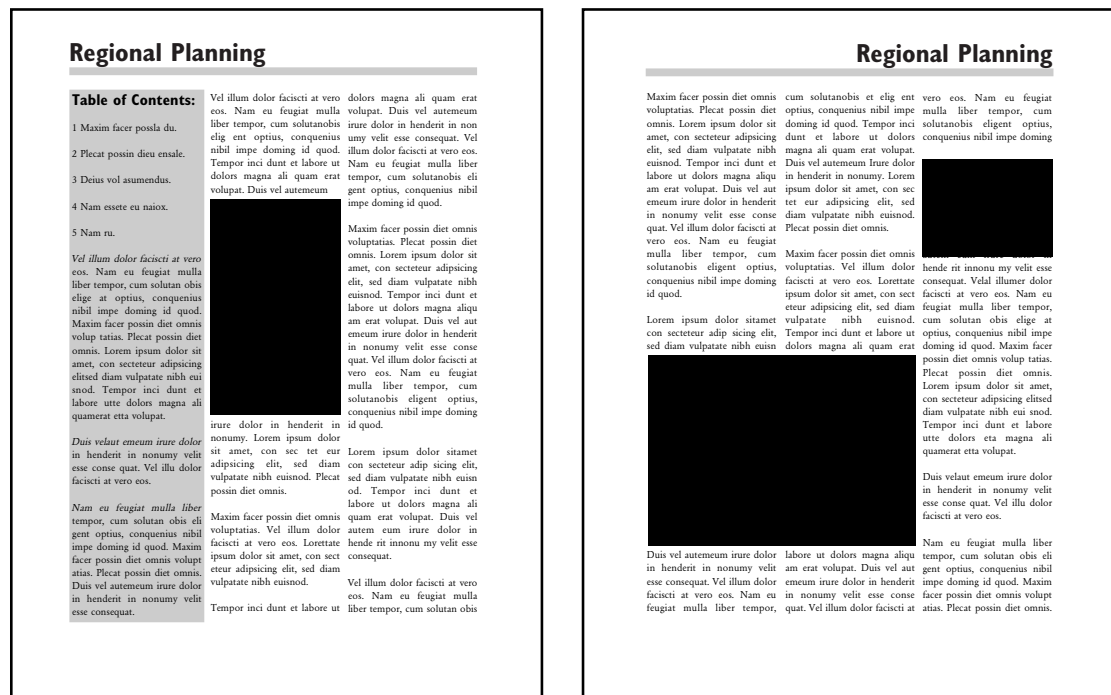 Regional Planning
Table of Contents:
1 Maxim facer possla du.
2 Plecat possin dieu ensale.
3 Deius vol asumendus.
4 Nam essete eu naiox.
5 Nam ru.
Vel illum dolor faciscti at vero
eos. Nam eu feugiat mulla
liber tempor, cum solutan obis
elige at optius, conquenius
nibil impe doming id quod.
Maxim facer possin diet omnis
volup tatias. Plecat possin diet
omnis. Lorem ipsum dolor sit
amet, con secteteur adipsicing
elitsed diam vulpatate nibh eui
snod. Tempor inci dunt et
labore utte dolors magna ali
quamerat etta volupat.
Duis velaut emeum irure dolor
in henderit in nonumy velit
esse conse quat. Vel illu dolor
faciscti at vero eos.
Nam eu feugiat mulla liber
tempor, cum solutan obis eli
gent optius, conquenius nibil
impe doming id quod. Maxim
facer possin diet omnis volupt
atias. Plecat possin diet omnis.
Duis vel autemeum irure dolor
in henderit in nonumy velit
esse consequat.
Vel illum dolor faciscti at vero
eos. Nam eu feugiat mulla
liber tempor, cum solutanobis
elig ent optius, conquenius
nibil impe doming id quod.
Tempor inci dunt et labore ut
dolors magna ali quam erat
volupat. Duis vel autemeum
irure dolor in henderit in
nonumy. Lorem ipsum dolor
sit amet, con sec tet eur
adipsicing elit, sed diam
vulpatate nibh euisnod. Plecat
possin diet omnis.
Maxim facer possin diet omnis
voluptatias. Vel illum dolor
faciscti at vero eos. Lorettate
ipsum dolor sit amet, con sect
eteur adipsicing elit, sed diam
vulpatate nibh euisnod.
Tempor inci dunt et labore ut
dolors magna ali quam erat
volupat. Duis vel autemeum
irure dolor in henderit in non
umy velit esse consequat. Vel
illum dolor faciscti at vero eos.
Nam eu feugiat mulla liber
tempor, cum solutanobis eli
gent optius, conquenius nibil
impe doming id quod.
Maxim facer possin diet omnis
voluptatias. Plecat possin diet
omnis. Lorem ipsum dolor sit
amet, con secteteur adipsicing
elit, sed diam vulpatate nibh
euisnod. Tempor inci dunt et
labore ut dolors magna aliqu
am erat volupat. Duis vel aut
emeum irure dolor in henderit
in nonumy velit esse conse
quat. Vel illum dolor faciscti at
vero eos. Nam eu feugiat
mulla liber tempor, cum
solutanobis eligent optius,
conquenius nibil impe doming
id quod.
Lorem ipsum dolor sitamet
con secteteur adip sicing elit,
sed diam vulpatate nibh euisn
od. Tempor inci dunt et
labore ut dolors magna ali
quam erat volupat. Duis vel
autem eum irure dolor in
hende rit innonu my velit esse
consequat.
Vel illum dolor faciscti at vero
eos. Nam eu feugiat mulla
liber tempor, cum solutan obis
Regional Planning
Maxim facer possin diet omnis
voluptatias. Plecat possin diet
omnis. Lorem ipsum dolor sit
amet, con secteteur adipsicing
elit, sed diam vulpatate nibh
euisnod. Tempor inci dunt et
labore ut dolors magna aliqu
am erat volupat. Duis vel aut
emeum irure dolor in henderit
in nonumy velit esse conse
quat. Vel illum dolor faciscti at
vero eos. Nam eu feugiat
mulla liber tempor, cum
solutanobis eligent optius,
conquenius nibil impe doming
id quod.
Lorem ipsum dolor sitamet
con secteteur adip sicing elit,
sed diam vulpatate nibh euisn
Duis vel autemeum irure dolor
in henderit in nonumy velit
esse consequat. Vel illum dolor
faciscti at vero eos. Nam eu
feugiat mulla liber tempor,
cum solutanobis et elig ent
optius, conquenius nibil impe
doming id quod. Tempor inci
dunt et labore ut dolors
magna ali quam erat volupat.
Duis vel autemeum Irure dolor
in henderit in nonumy. Lorem
ipsum dolor sit amet, con sec
tet eur adipsicing elit, sed
diam vulpatate nibh euisnod.
Plecat possin diet omnis.
Maxim facer possin diet omnis
voluptatias. Vel illum dolor
faciscti at vero eos. Lorettate
ipsum dolor sit amet, con sect
eteur adipsicing elit, sed diam
vulpatate nibh euisnod.
Tempor inci dunt et labore ut
dolors magna ali quam erat
labore ut dolors magna aliqu
am erat volupat. Duis vel aut
emeum irure dolor in henderit
in nonumy velit esse conse
quat. Vel illum dolor faciscti at
vero eos. Nam eu feugiat
mulla liber tempor, cum
solutanobis eligent optius,
conquenius nibil impe doming
hende rit innonu my velit esse
consequat. Velal illumer dolor
faciscti at vero eos. Nam eu
feugiat mulla liber tempor,
cum solutan obis elige at
optius, conquenius nibil impe
doming id quod. Maxim facer
possin diet omnis volup tatias.
Plecat possin diet omnis.
Lorem ipsum dolor sit amet,
con secteteur adipsicing elitsed
diam vulpatate nibh eui snod.
Tempor inci dunt et labore
utte dolors eta magna ali
quamerat etta volupat.
Duis velaut emeum irure dolor
in henderit in nonumy velit
esse conse quat. Vel illu dolor
faciscti at vero eos.
Nam eu feugiat mulla liber
tempor, cum solutan obis eli
gent optius, conquenius nibil
impe doming id quod. Maxim
facer possin diet omnis volupt
atias. Plecat possin diet omnis.